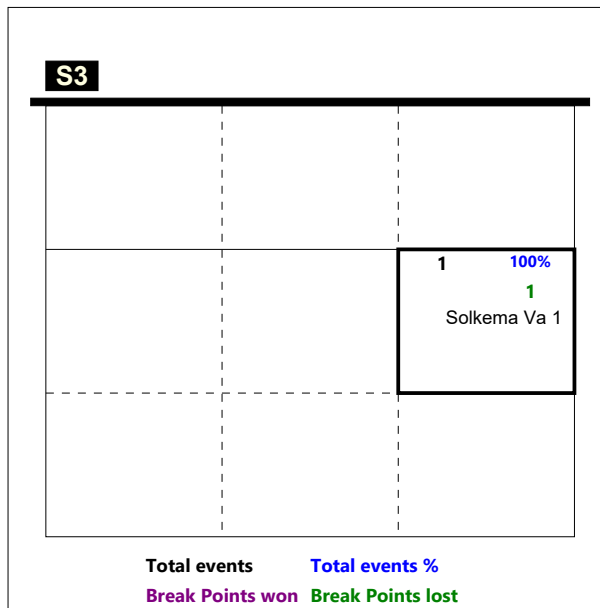 S3
1 100%
1
Solkema Va 1
Total events Total events %
Break Points won Break Points lost